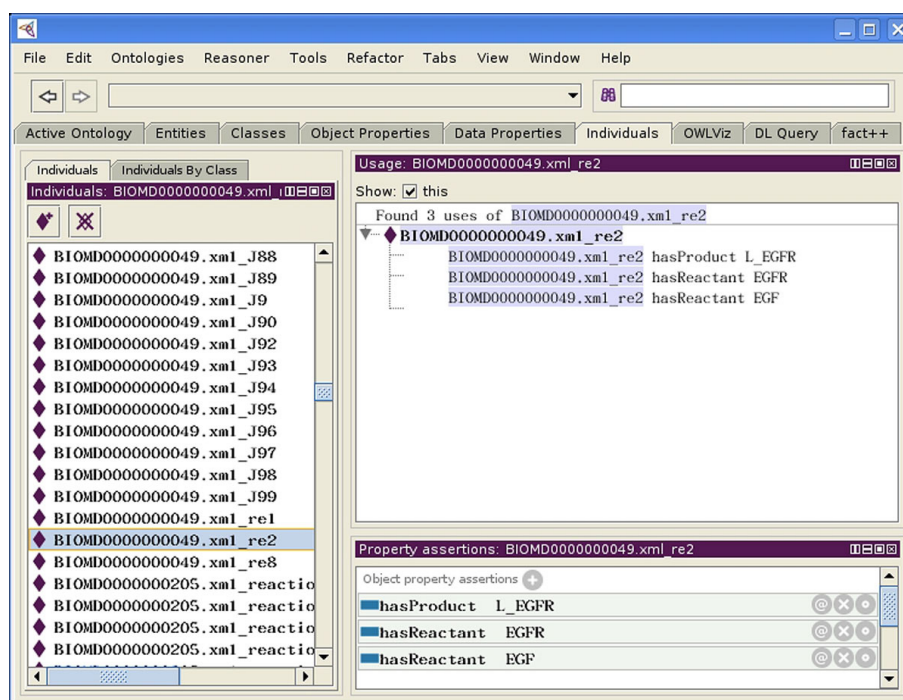 File Edit Ontologies Reasoner Tools Refactor Tabs View Window Help
Active Ontology Entities Classes Object Properties Data Properties Individuals OWLViz DL Query fact++
Individuals Individuals By Class
Individuals: BIOMD0000000049.xml_
BIOMD0000000049.xml_J88
BIOMD0000000049.xml_J89
BIOMD0000000049.xml_J9
BIOMD0000000049.xml_J90
BIOMD0000000049.xml_J92
BIOMD0000000049.xml_J93
BIOMD0000000049.xml_J94
BIOMD0000000049.xml_J95
BIOMD0000000049.xml_J96
BIOMD0000000049.xml_J97
BIOMD0000000049.xml_J98
BIOMD0000000049.xml_J99
BIOMD0000000049.xml_re1
BIOMD0000000049.xml_re2
BIOMD0000000049.xml_re8
BIOMD0000000205.xml_reactio
BIOMD0000000205.xml_reactio
BIOMD0000000205.xml_reactio
BIOMD0000000205.xml_reactio
Usage: BIOMD0000000049.xml_re2
Show: this
Found 3 uses of BIOMD0000000049.xml_re2
BIOMD0000000049.xml_re2
BIOMD0000000049.xml_re2 hasProduct L_EGFR
BIOMD0000000049.xml_re2 hasReactant EGFR
BIOMD0000000049.xml_re2 hasReactant EGF
Property assertions: BIOMD0000000049.xml_re2
Object property assertions
hasProduct L_EGFR
hasReactant EGFR
hasReactant EGF